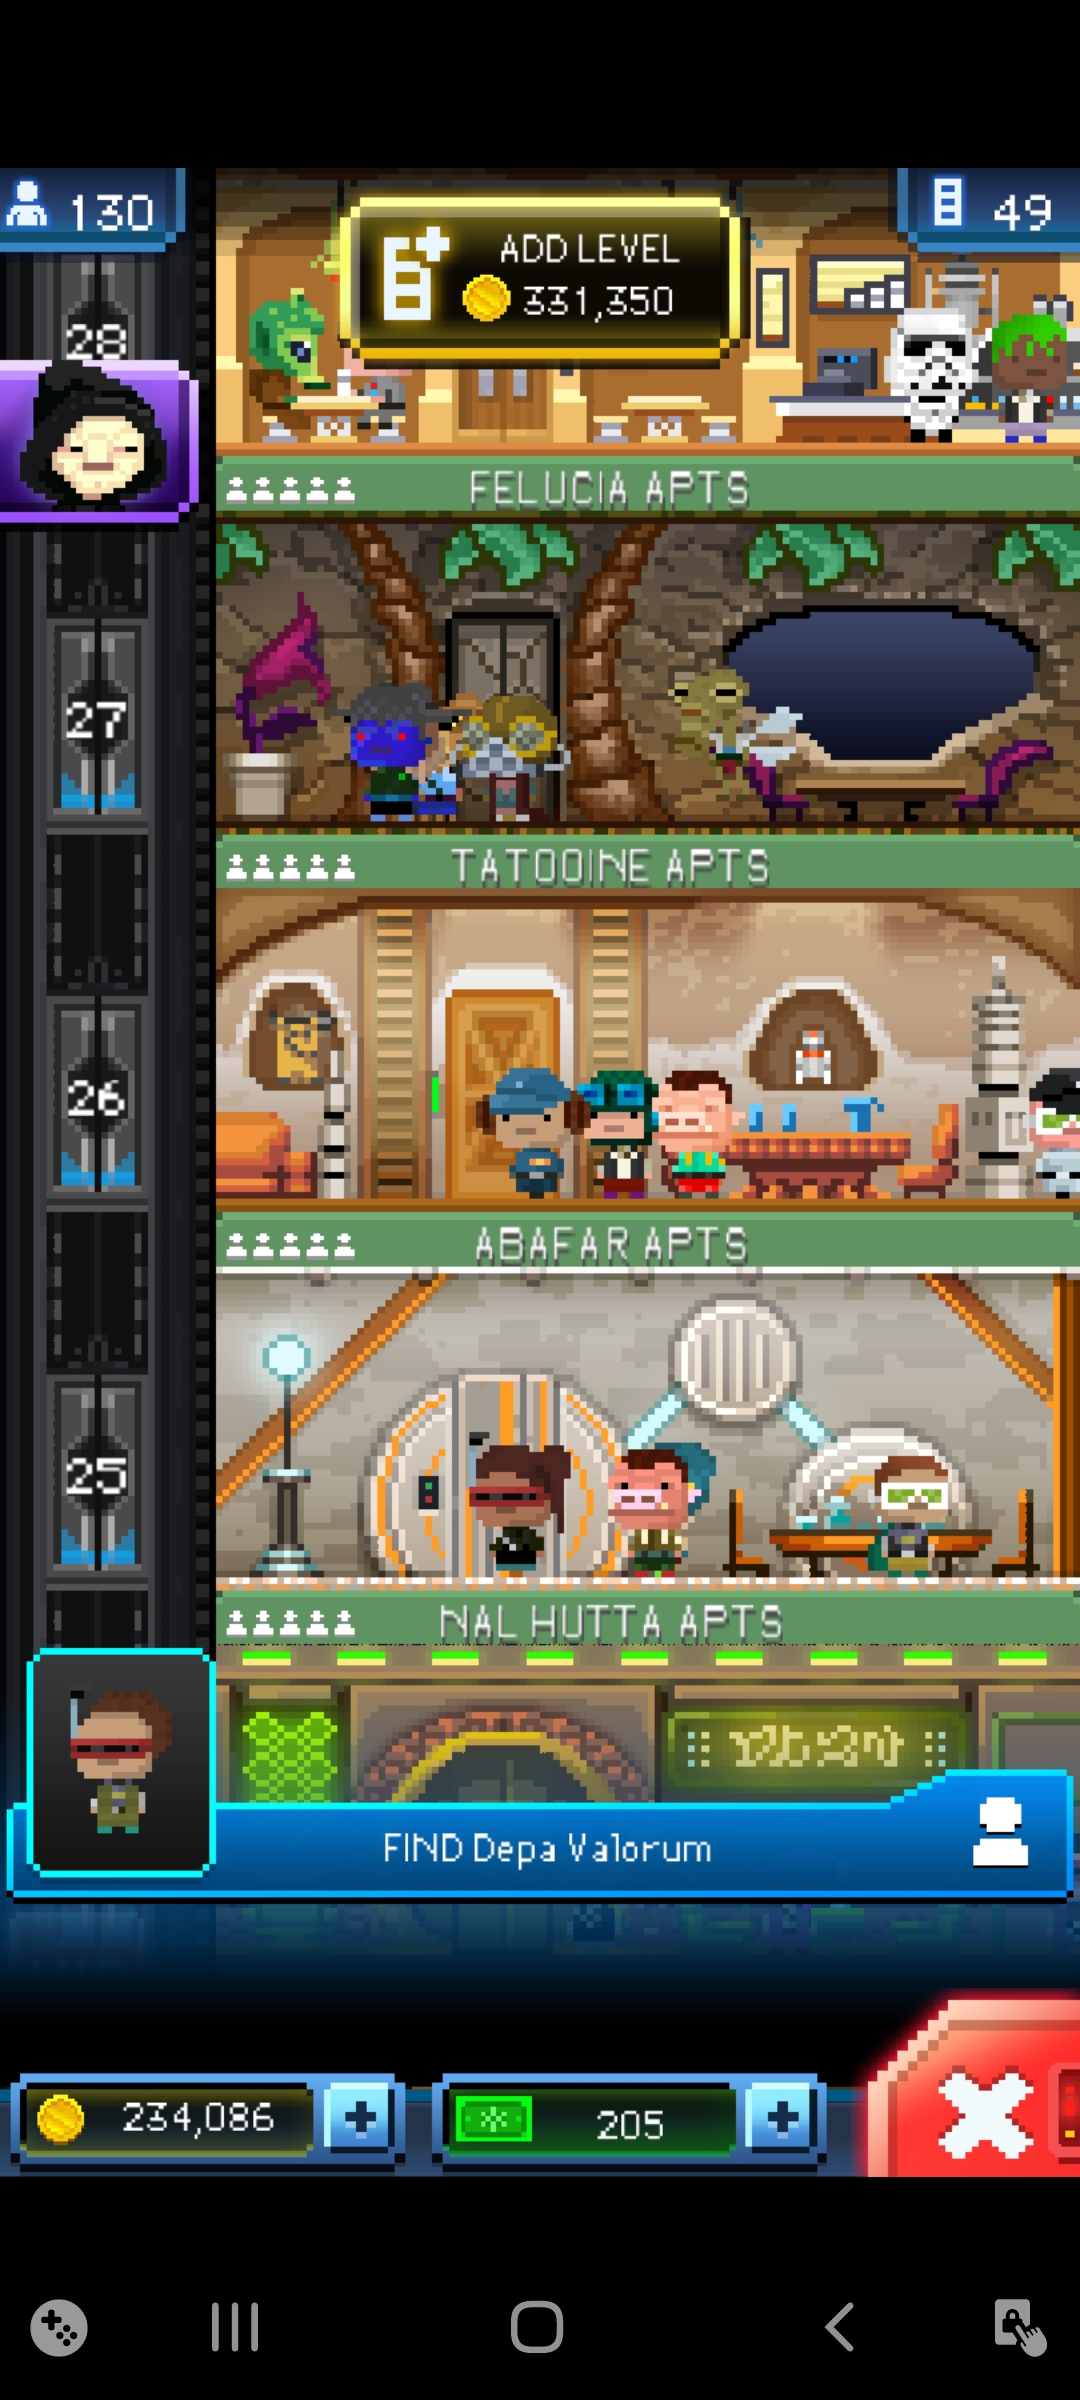 130
ADD LEVEL
331,350
49
28
FELUCIA APTS
27
TATOOINE APTS
26
ABAFAR APTS
25
NAL HUTTA APTS
FIND Depa Valorum
234,086
205